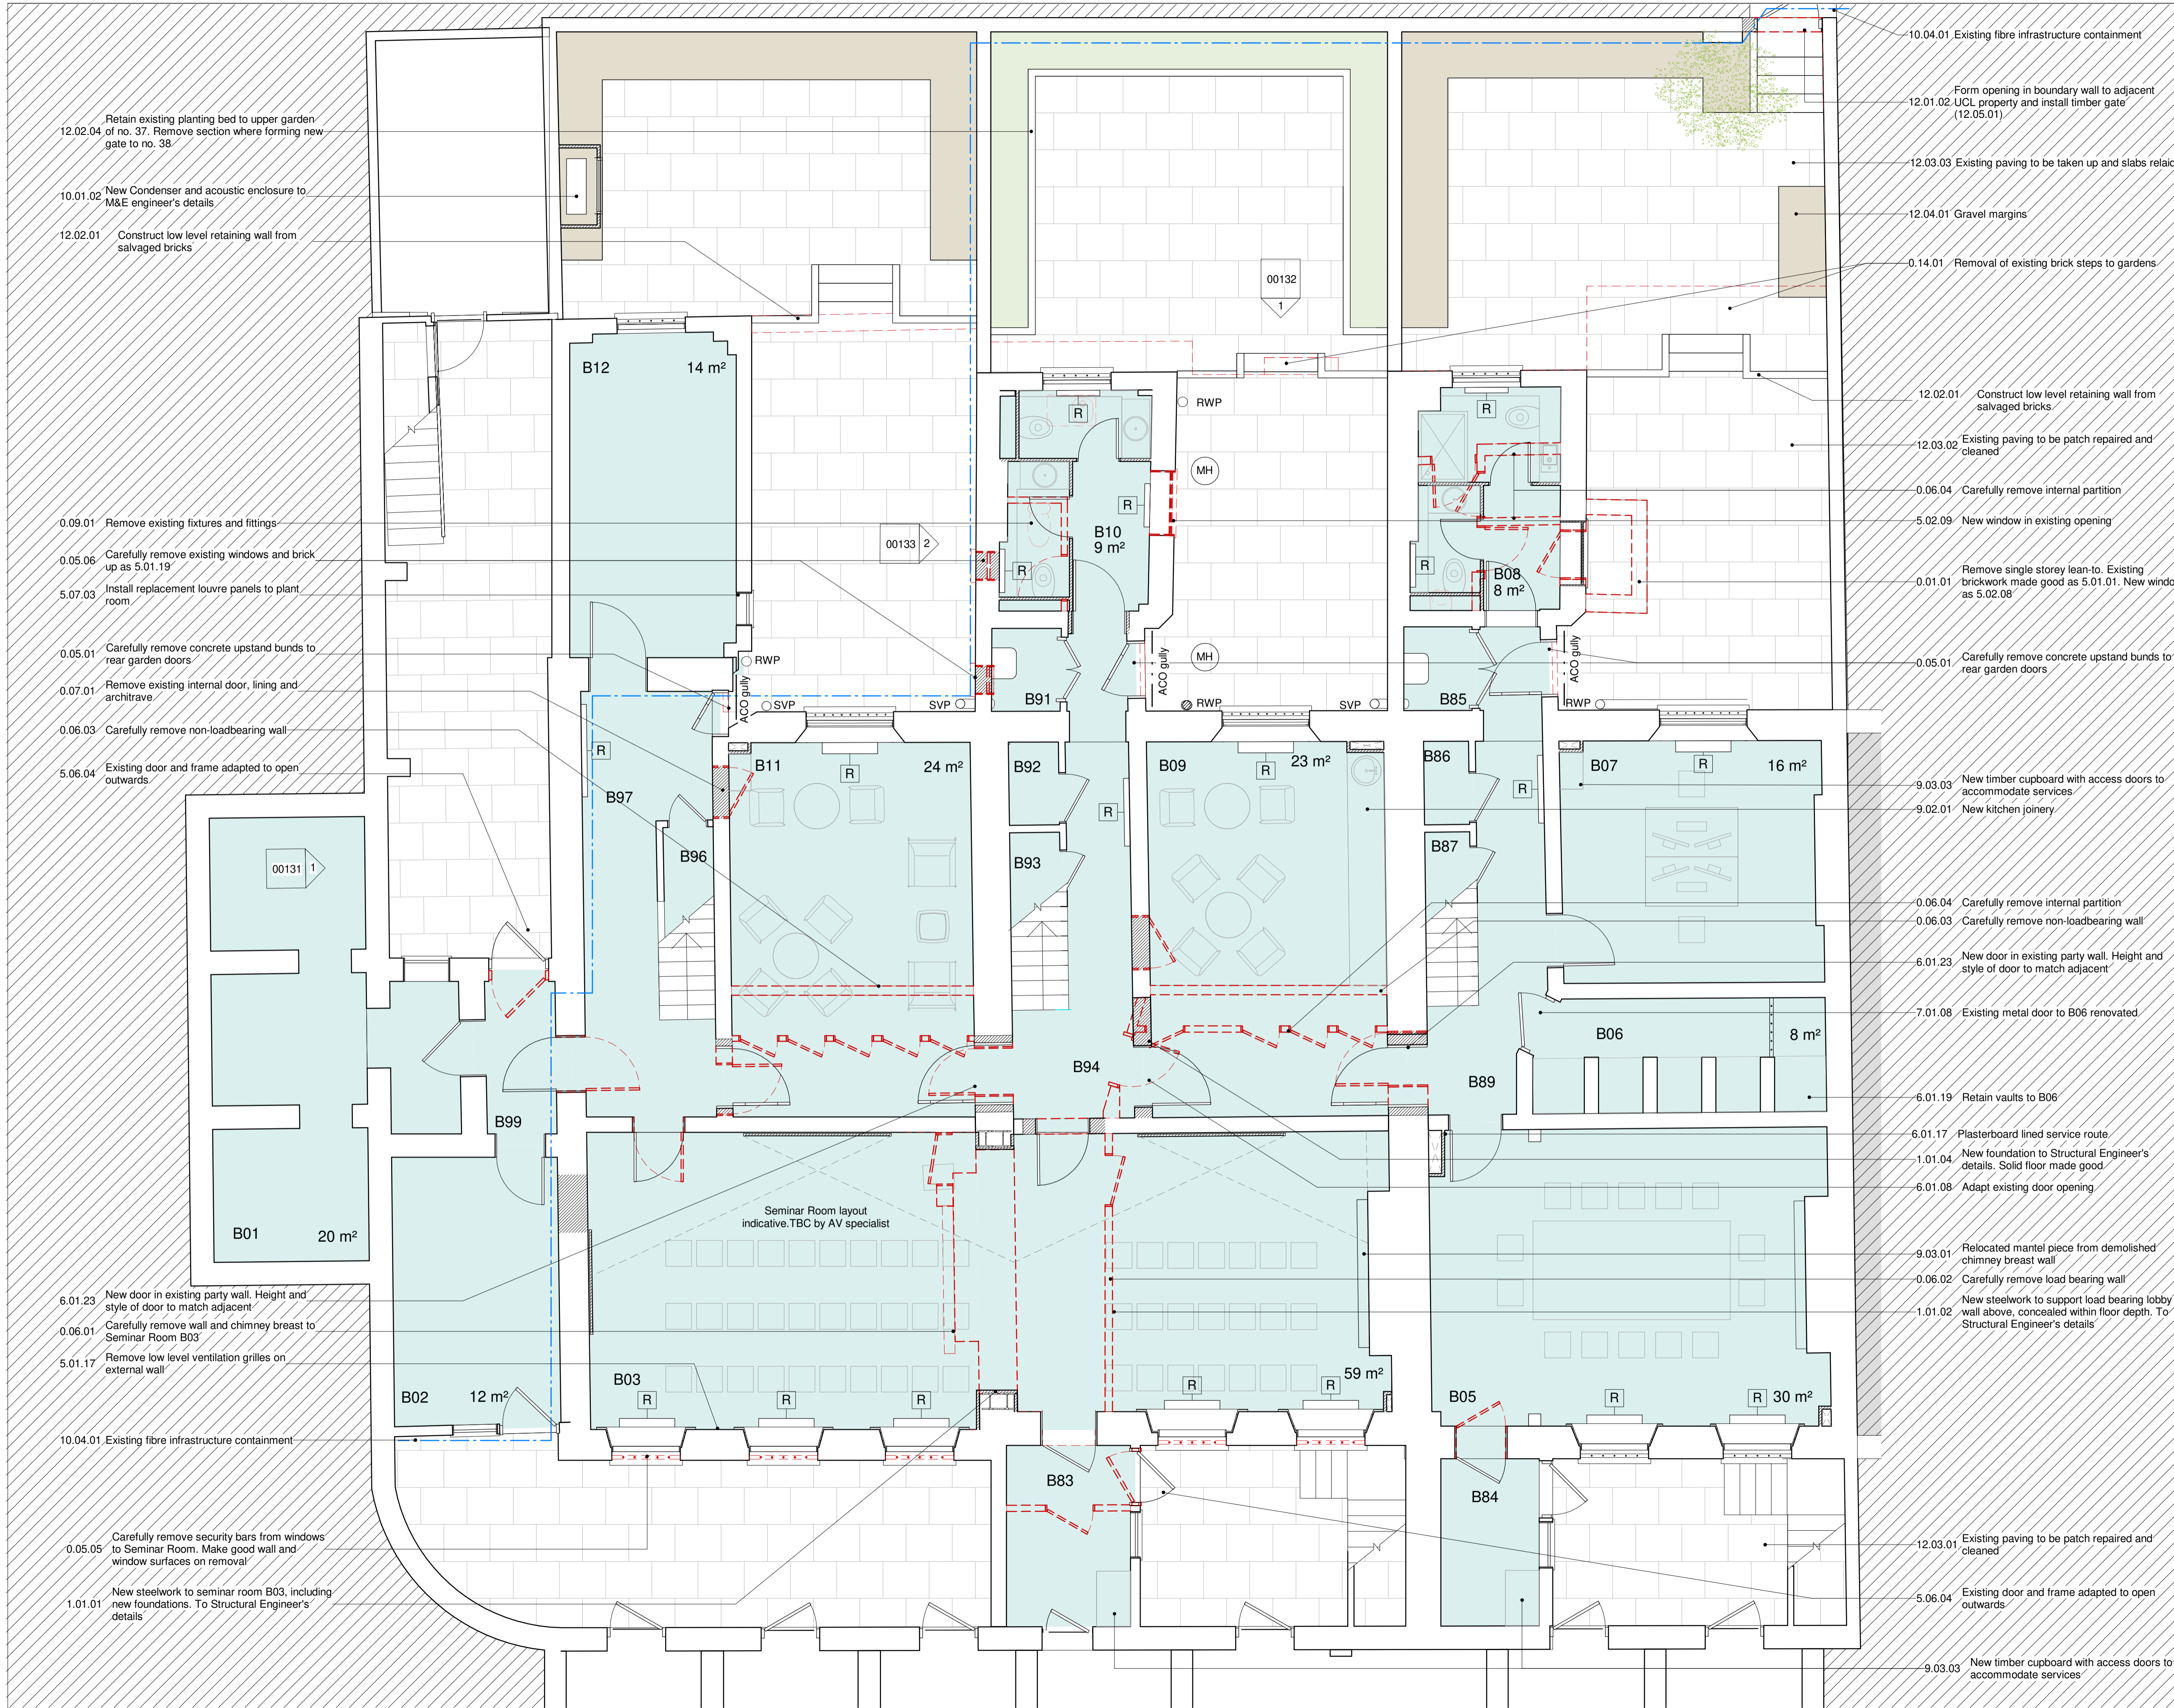 Retain existing planting bed to upper garden
12.02.04 of no. 37. Remove section where forming new
gate to no. 38
10.01.02 New Condenser and acoustic enclosure to
M&E engineer's details
12.02.01 Construct low level retaining wall from
salvaged bricks
0.09.01 Remove existing fixtures and fittings
0.05.06 Carefully remove existing windows and brick
up as 5.01.19
5.07.03 Install replacement louvre panels to plant
room
0.05.01 Carefully remove concrete upstand bunds to
rear garden doors
0.07.01 Remove existing internal door, lining and
architrave
0.06.03 Carefully remove non-loadbearing wall
5.06.04 Existing door and frame adapted to open
outwards
6.01.23 New door in existing party wall. Height and
style of door to match adjacent
0.06.01 Carefully remove wall and chimney breast to
Seminar Room B03
5.01.17 Remove low level ventilation grilles on
external wall
10.04.01 Existing fibre infrastructure containment
Carefully remove security bars from windows
0.05.05 to Seminar Room. Make good wall and
window surfaces on removal
New steelwork to seminar room B03, including
1.01.01 new foundations. To Structural Engineer's
details
00132
1
B12 14 m²
R
R
RWP
MH
R
B10
9 m²
R
00133 2
R
B08
8 m²
RWP
ACO gully
SVP
SVP
B91
MH
ACO gully
RWP
SVP
B85
ACO gully
RWP
R
B97
B11 24 m²
R
B92
B09 23 m²
R
B86
B07 16 m²
R
R
R
B96
B93
B87
00131 1
B94
B89
B06 8 m²
B99
B01 20 m²
Seminar Room layout
indicative.TBC by AV specialist
B02 12 m²
B03
R
R
R
R
R
59 m²
B05
R
R
30 m²
B83
B84
10.04.01 Existing fibre infrastructure containment
Form opening in boundary wall to adjacent
12.01.02 UCL property and install timber gate
(12.05.01)
12.03.03 Existing paving to be taken up and slabs relaid
12.04.01 Gravel margins
0.14.01 Removal of existing brick steps to gardens
12.02.01 Construct low level retaining wall from
salvaged bricks
12.03.02 Existing paving to be patch repaired and
cleaned
0.06.04 Carefully remove internal partition
5.02.09 New window in existing opening
Remove single storey lean-to. Existing
0.01.01 brickwork made good as 5.01.01. New windo
as 5.02.08
0.05.01 Carefully remove concrete upstand bunds to
rear garden doors
9.03.03 New timber cupboard with access doors to
accommodate services
9.02.01 New kitchen joinery
0.06.04 Carefully remove internal partition
0.06.03 Carefully remove non-loadbearing wall
6.01.23 New door in existing party wall. Height and
style of door to match adjacent
7.01.08 Existing metal door to B06 renovated
6.01.19 Retain vaults to B06
6.01.17 Plasterboard lined service route
1.01.04 New foundation to Structural Engineer's
details. Solid floor made good
6.01.08 Adapt existing door opening
9.03.01 Relocated mantel piece from demolished
chimney breast wall
0.06.02 Carefully remove load bearing wall
New steelwork to support load bearing lobby
1.01.02 wall above, concealed within floor depth. To
Structural Engineer's details
12.03.01 Existing paving to be patch repaired and
cleaned
5.06.04 Existing door and frame adapted to open
outwards
9.03.03 New timber cupboard with access doors to
accommodate services